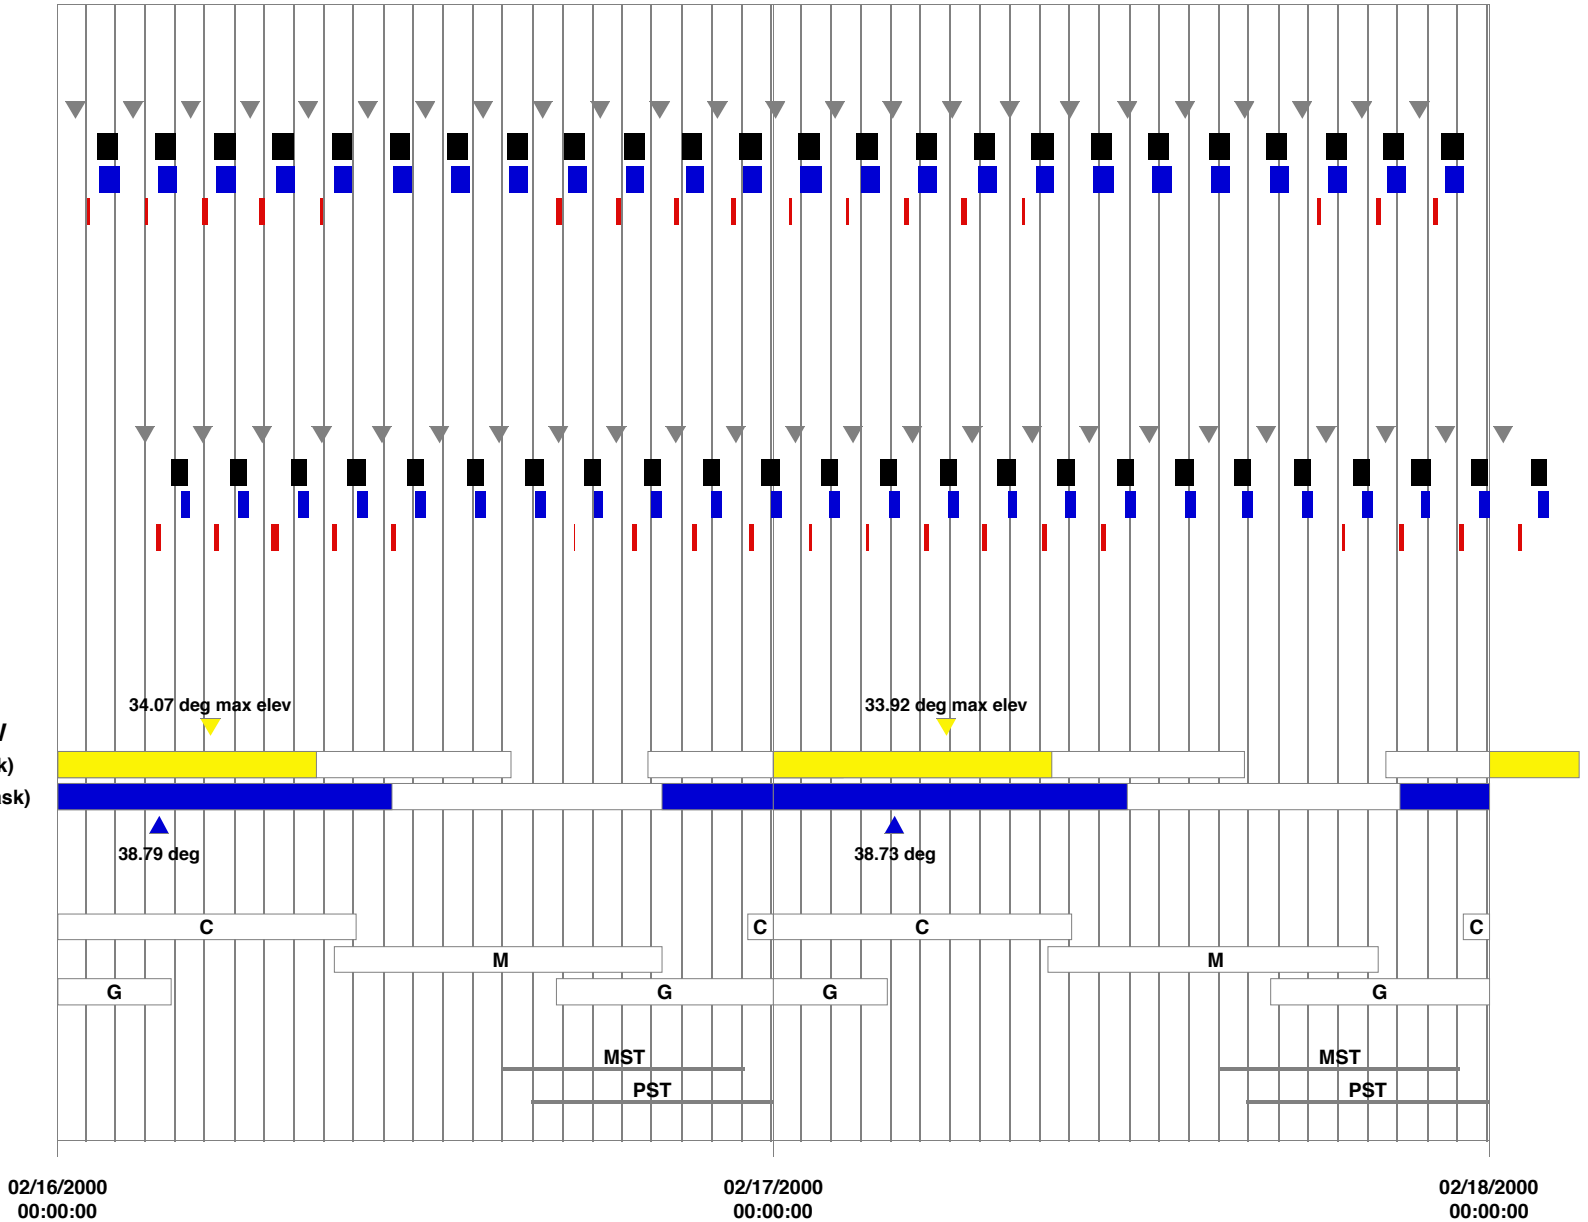 34.07 deg max elev
33.92 deg max elev
k)
ask)
38.79 deg
38.73 deg
C
C
C
C
M
M
G
G
G
G
MST
MST
PST
PST
02/16/2000
00:00:00
02/17/2000
00:00:00
02/18/2000
00:00:00